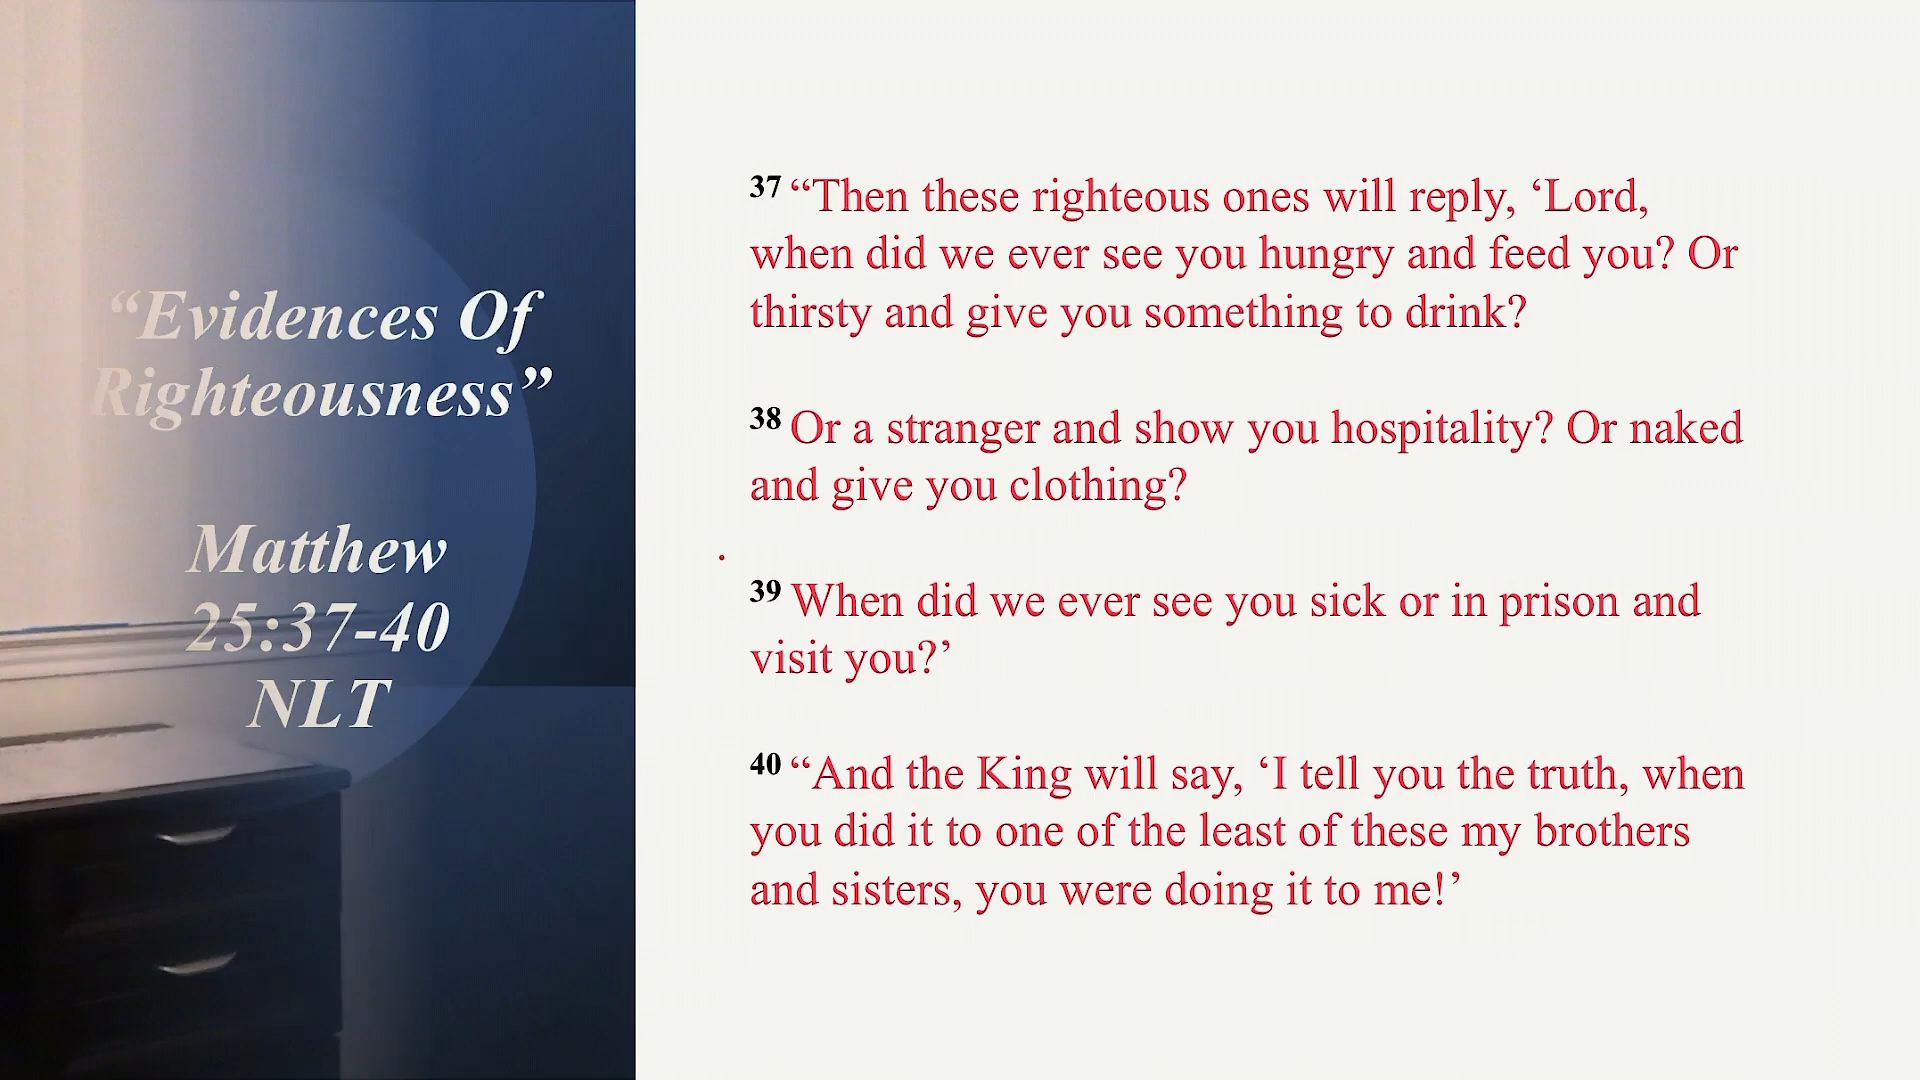 “Evidences Of
Righteousness”
Matthew
25:37-40
NLT
37 “Then these righteous ones will reply, ‘Lord,
when did we ever see you hungry and feed you? Or
thirsty and give you something to drink?
38 Or a stranger and show you hospitality? Or naked
and give you clothing?
39 When did we ever see you sick or in prison and
visit you?’
40 “And the King will say, ‘I tell you the truth, when
you did it to one of the least of these my brothers
and sisters, you were doing it to me!’